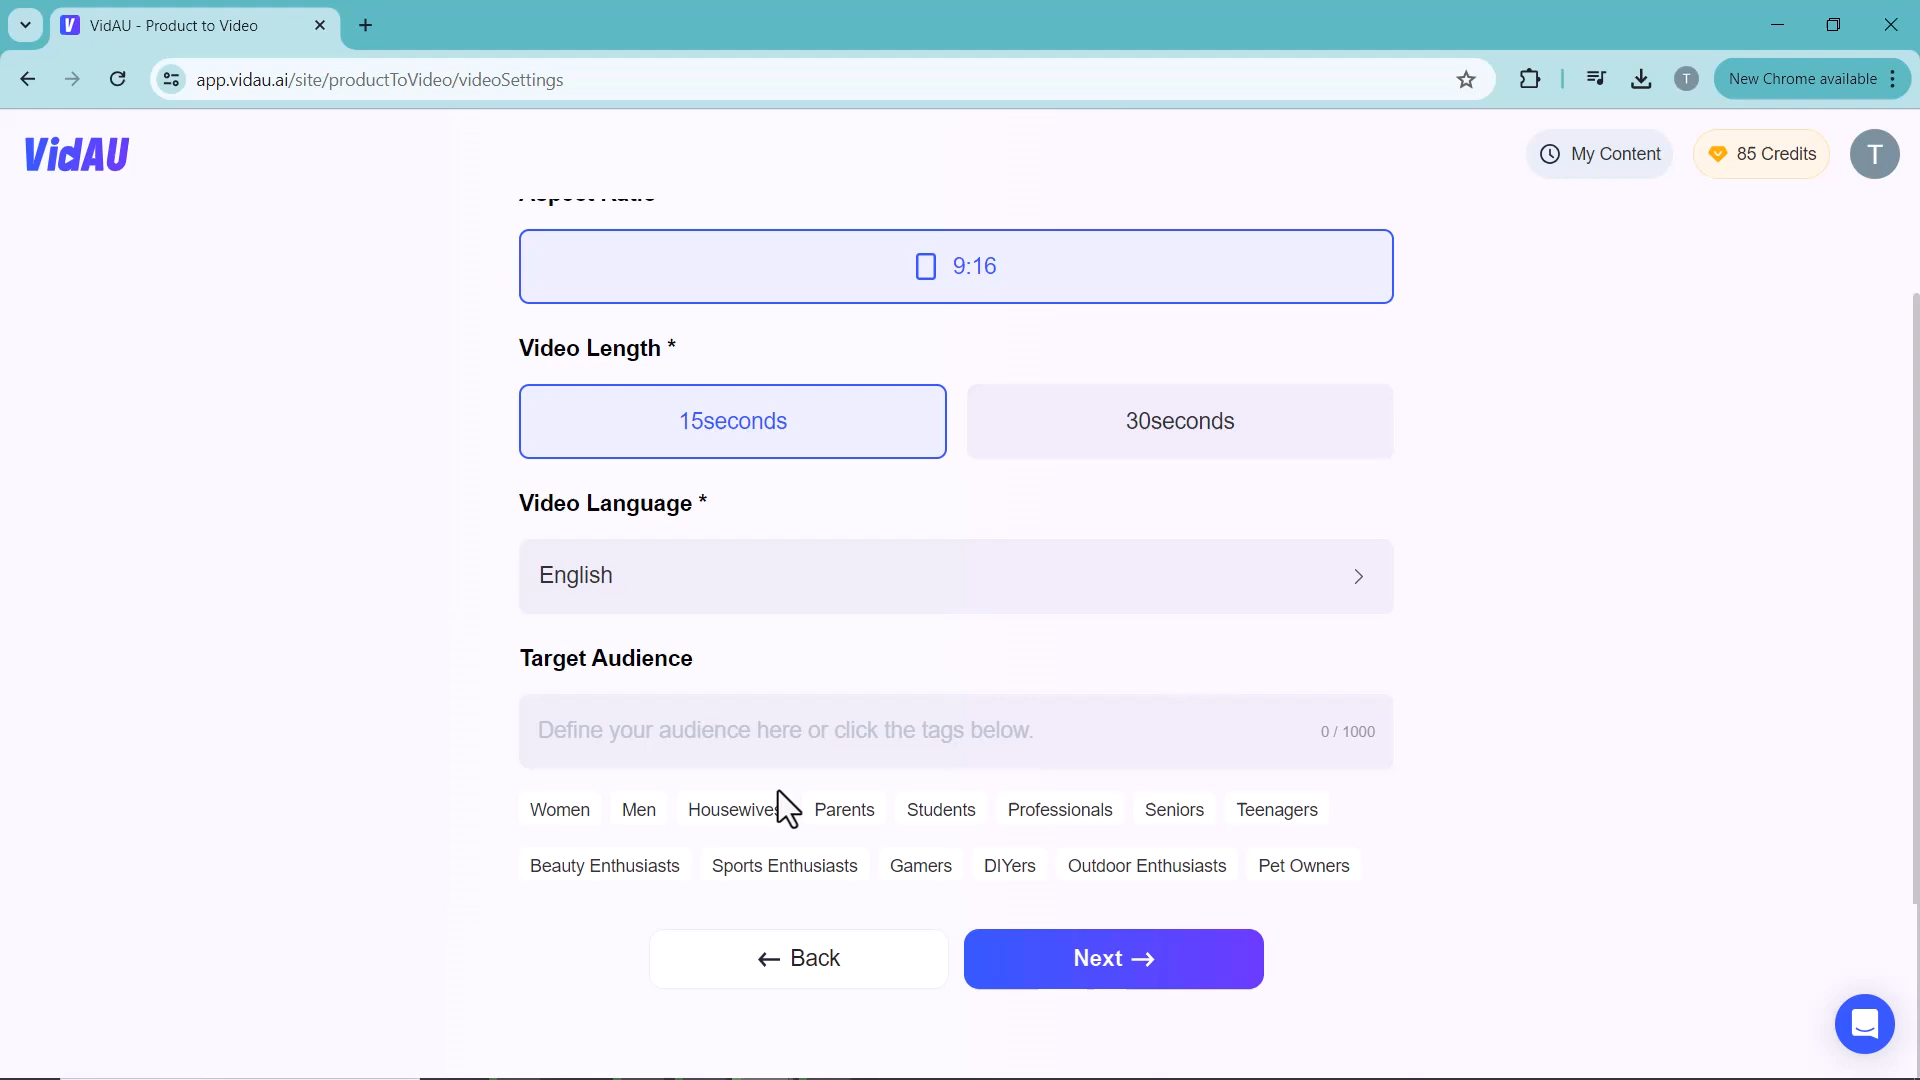 VidAU - Product to Video
app.vidau.ai/site/productToVideo/videoSettings
T
New Chrome available
VidAU
My Content
85 Credits
T
Aspect Ratio
9:16
Video Length *
15seconds
30seconds
Video Language *
English
Target Audience
Define your audience here or click the tags below.
0 / 1000
Women Men Housewives Parents Students Professionals Seniors Teenagers
Beauty Enthusiasts Sports Enthusiasts Gamers DIYers Outdoor Enthusiasts Pet Owners
← Back
Next →